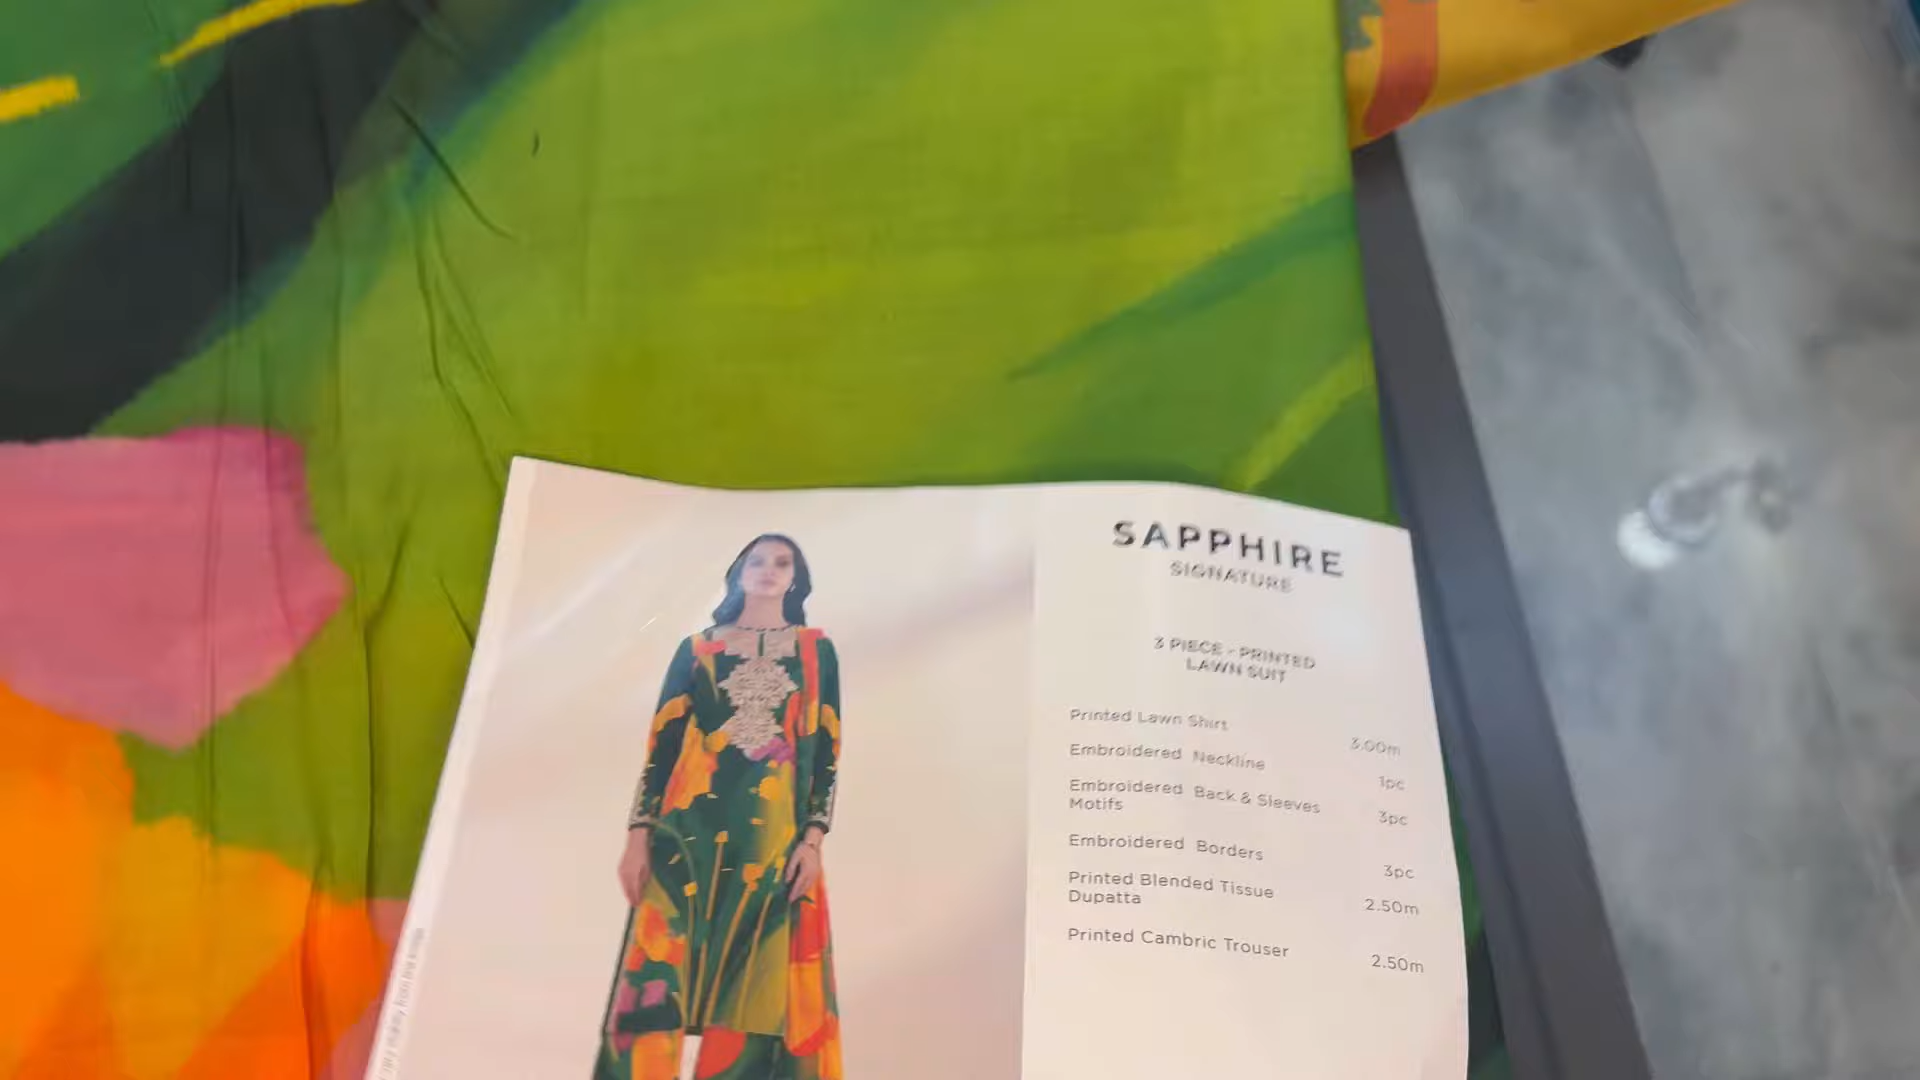 SAPPHIRE
SIGNATURE
3 PIECE - PRINTED
LAWN SUIT
Printed Lawn Shirt 3.00m
Embroidered Neckline 1pc
Embroidered Back & Sleeves
Motifs 3pc
Embroidered Borders 3pc
Printed Blended Tissue
Dupatta 2.50m
Printed Cambric Trouser 2.50m